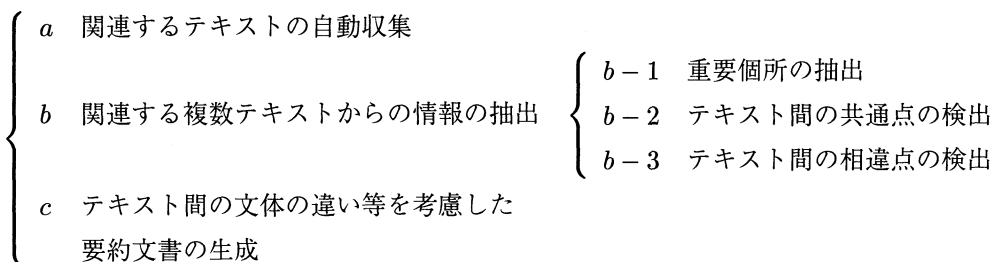 a 関連するテキストの自動収集
b 関連する複数テキストからの情報の抽出
b − 1 重要個所の抽出
b − 2 テキスト間の共通点の検出
b − 3 テキスト間の相違点の検出
c テキスト間の文体の違い等を考慮した
要約文書の生成